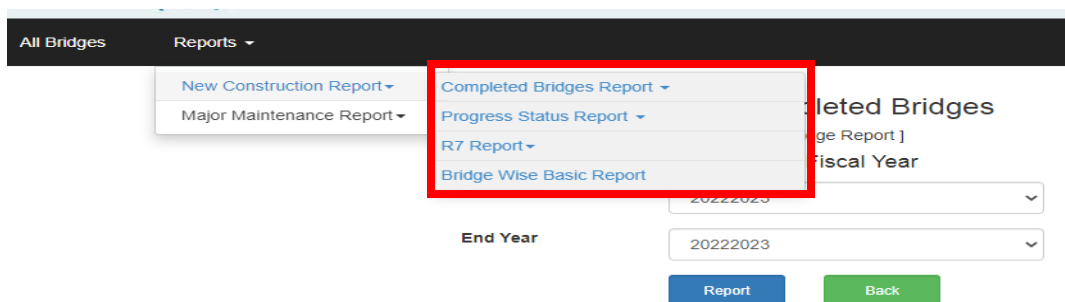 All Bridges
Reports
New Construction Report
Major Maintenance Report
Completed Bridges Report
Progress Status Report
R7 Report
Bridge Wise Basic Report
leted Bridges
ge Report ]
Fiscal Year
20222023
End Year
20222023
Report
Back